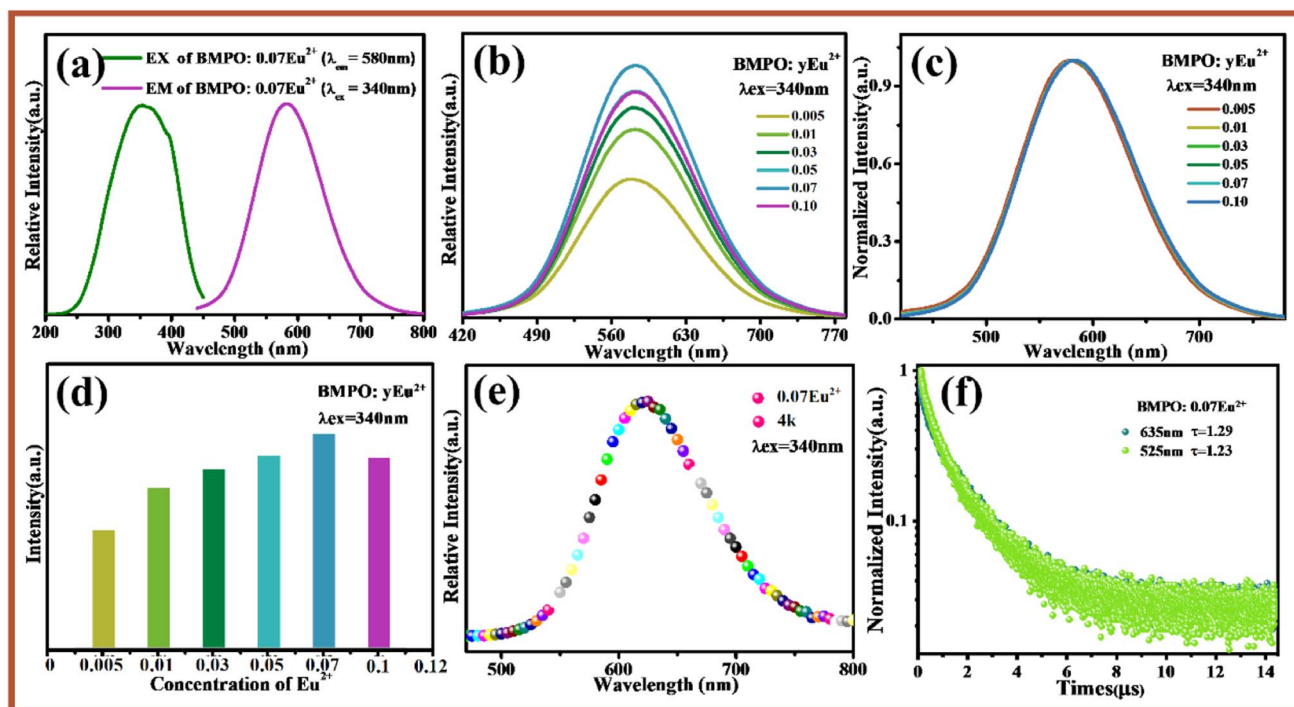 (a)
EX of BMPO: 0.07Eu²⁺ (λem= 580nm)
EM of BMPO: 0.07Eu²⁺ (λex = 340nm)
Relative Intensity(a.u.)
200 300 400 500 600 700 800
Wavelength (nm)
(b)
BMPO: yEu²⁺
λex=340nm
0.005
0.01
0.03
0.05
0.07
0.10
Relative Intensity(a.u.)
420 490 560 630 700 770
Wavelength (nm)
(c)
BMPO: yEu²⁺
λex=340nm
0.005
0.01
0.03
0.05
0.07
0.10
Normalized Intensity(a.u.)
0.9
0.6
0.3
0.0
500 600 700
Wavelength (nm)
(d)
BMPO: yEu²⁺
λex=340nm
Intensity(a.u.)
0 0.005 0.01 0.03 0.05 0.07 0.1 0.12
Concentration of Eu²⁺
(e)
0.07Eu²⁺
4k
λex=340nm
Relative Intensity(a.u.)
500 600 700 800
Wavelength (nm)
(f)
BMPO: 0.07Eu²⁺
635nm τ=1.29
525nm τ=1.23
Normalized Intensity(a.u.)
1
0.1
0 2 4 6 8 10 12 14
Times(μs)